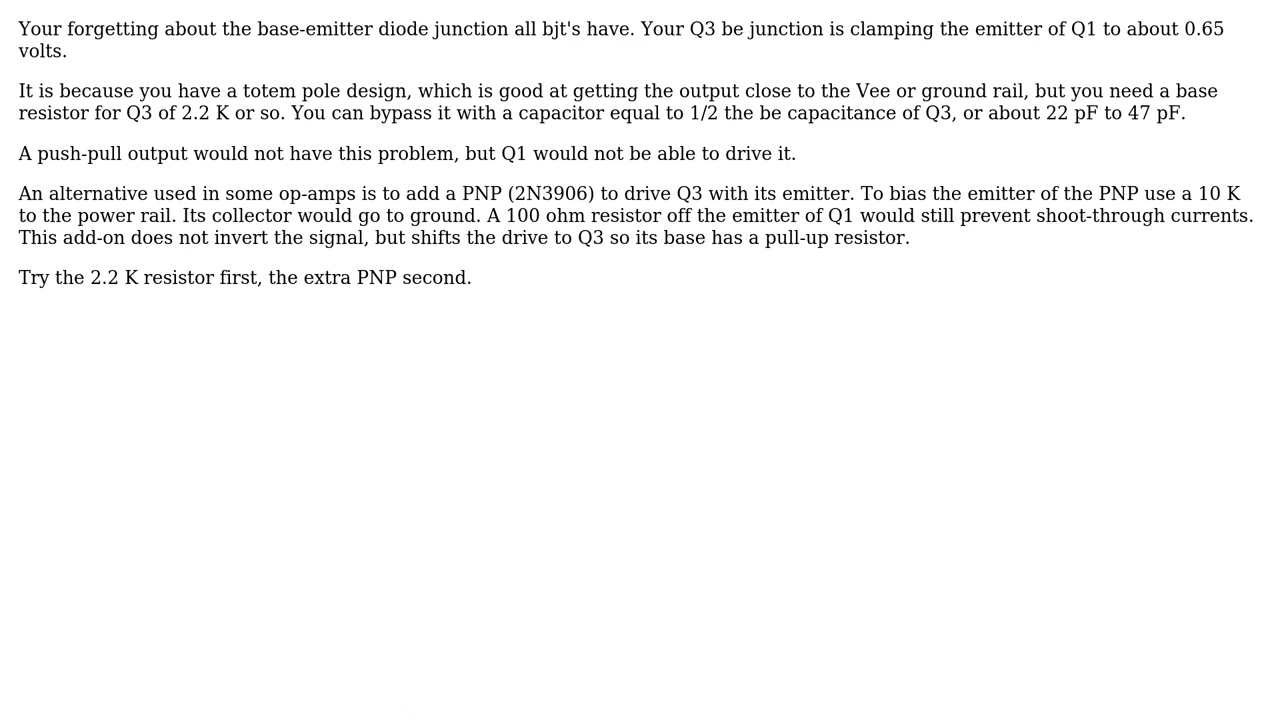 Your forgetting about the base-emitter diode junction all bjt's have. Your Q3 be junction is clamping the emitter of Q1 to about 0.65
volts.
It is because you have a totem pole design, which is good at getting the output close to the Vee or ground rail, but you need a base
resistor for Q3 of 2.2 K or so. You can bypass it with a capacitor equal to 1/2 the be capacitance of Q3, or about 22 pF to 47 pF.
A push-pull output would not have this problem, but Q1 would not be able to drive it.
An alternative used in some op-amps is to add a PNP (2N3906) to drive Q3 with its emitter. To bias the emitter of the PNP use a 10 K
to the power rail. Its collector would go to ground. A 100 ohm resistor off the emitter of Q1 would still prevent shoot-through currents.
This add-on does not invert the signal, but shifts the drive to Q3 so its base has a pull-up resistor.
Try the 2.2 K resistor first, the extra PNP second.